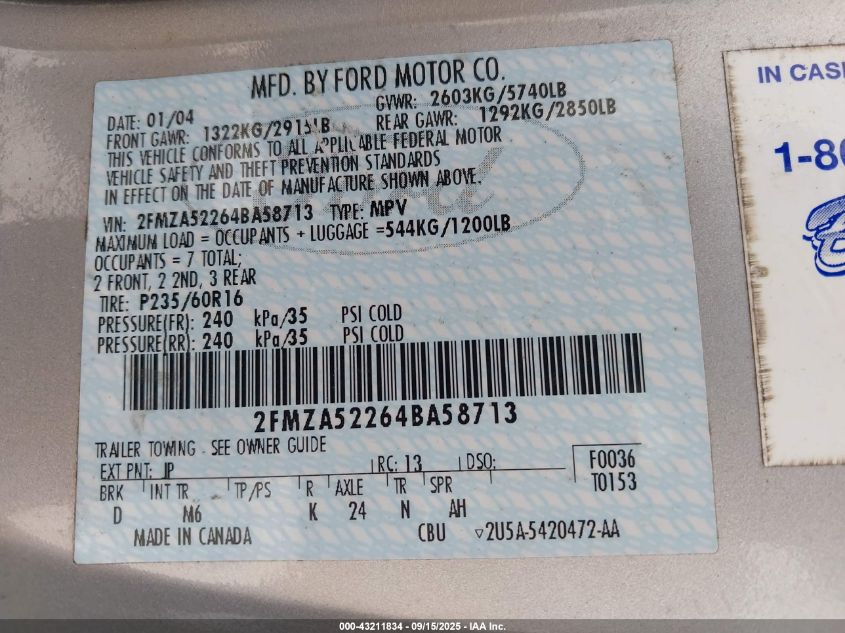 MFD. BY FORD MOTOR CO.
DATE: 01/04 GVWR: 2603KG/5740LB
FRONT GAWR: 1322KG/2915LB REAR GAWR: 1292KG/2850LB
THIS VEHICLE CONFORMS TO ALL APPLICABLE FEDERAL MOTOR
VEHICLE SAFETY AND THEFT PREVENTION STANDARDS
IN EFFECT ON THE DATE OF MANUFACTURE SHOWN ABOVE.
VIN: 2FMZA52264BA58713 TYPE: MPV
MAXIMUM LOAD = OCCUPANTS + LUGGAGE =544KG/1200LB
OCCUPANTS = 7 TOTAL;
2 FRONT, 2 2ND, 3 REAR
TIRE: P235/60R16
PRESSURE(FR): 240 kPa/35 PSI COLD
PRESSURE(RR): 240 kPa/35 PSI COLD
2FMZA52264BA58713
TRAILER TOWING - SEE OWNER GUIDE
EXT PNT: JP RC: 13 DSO: F0036
BRK INT TR TP/PS R AXLE TR SPR T0153
D M6 K 24 N AH
MADE IN CANADA CBU ▽2U5A-5420472-AA
IN CAS
1-8
000-43211834 - 09/15/2025 - IAA Inc.